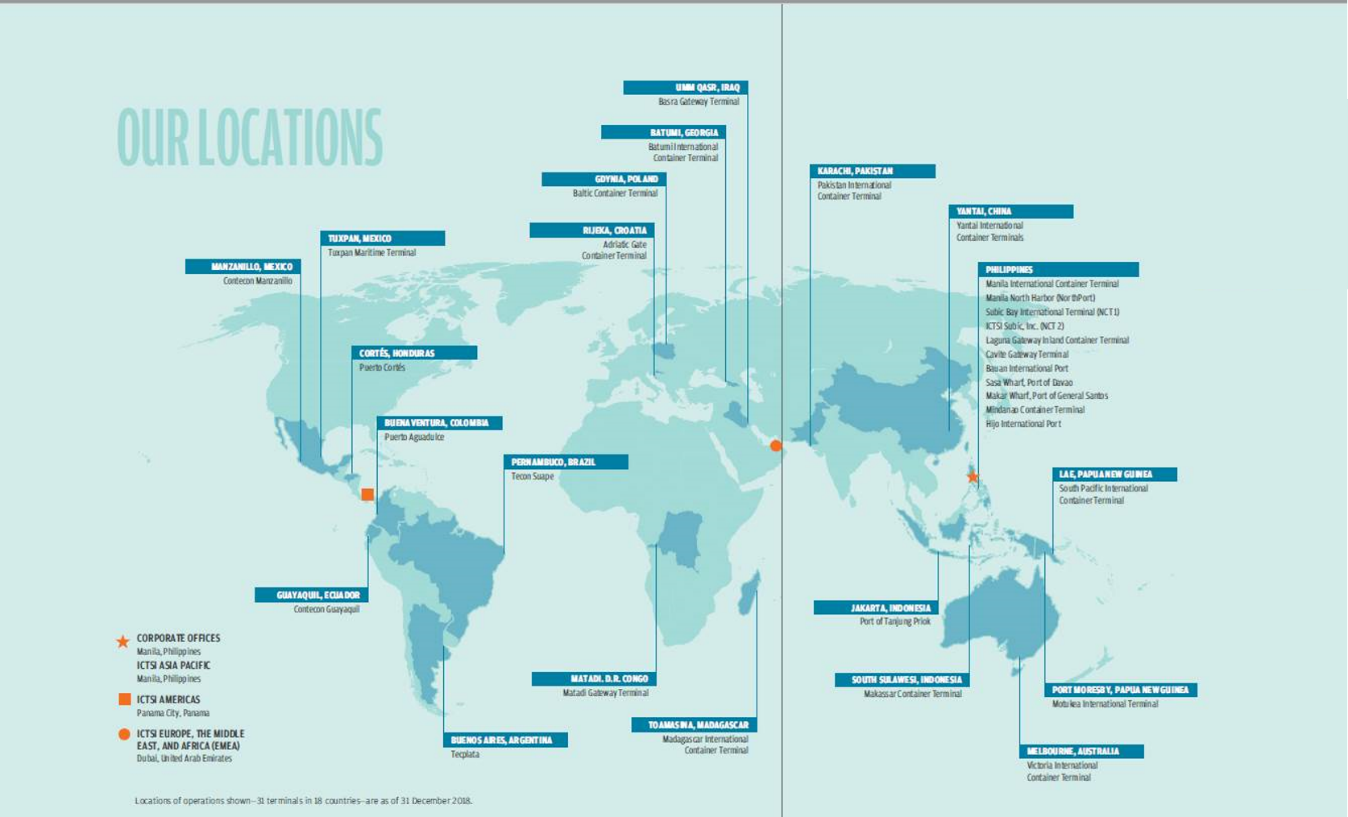 OUR LOCATIONS
UMM QASR, IRAQ
Basra Gateway Terminal
BATUMI, GEORGIA
Batumi International
Container Terminal
GDYNIA, POLAND
Baltic Container Terminal
RIJEKA, CROATIA
Adriatic Gate
Container Terminal
TUXPAN, MEXICO
Tuxpan Maritime Terminal
MANZANILLO, MEXICO
Contecon Manzanillo
CORTÉS, HONDURAS
Puerto Cortés
BUENAVENTURA, COLOMBIA
Puerto Aguadulce
PERNAMBUCO, BRAZIL
Tecon Suape
GUAYAQUIL, ECUADOR
Contecon Guayaquil
MATADI, D.R. CONGO
Matadi Gateway Terminal
TOAMASINA, MADAGASCAR
Madagascar International
Container Terminal
BUENOS AIRES, ARGENTINA
Tecplata
KARACHI, PAKISTAN
Pakistan International
Container Terminal
YANTAI, CHINA
Yantai International
Container Terminals
PHILIPPINES
Manila International Container Terminal
Manila North Harbor (NorthPort)
Subic Bay International Terminal (NCT 1)
ICTSI Subic, Inc. (NCT 2)
Laguna Gateway Inland Container Terminal
Cavite Gateway Terminal
Bauan International Port
Sasa Wharf, Port of Davao
Makar Wharf, Port of General Santos
Mindanao Container Terminal
Hijo International Port
LAE, PAPUA NEW GUINEA
South Pacific International
Container Terminal
JAKARTA, INDONESIA
Port of Tanjung Priok
SOUTH SULAWESI, INDONESIA
Makassar Container Terminal
PORT MORESBY, PAPUA NEW GUINEA
Motukea International Terminal
MELBOURNE, AUSTRALIA
Victoria International
Container Terminal
CORPORATE OFFICES
Manila, Philippines
ICTSI ASIA PACIFIC
Manila, Philippines
ICTSI AMERICAS
Panama City, Panama
ICTSI EUROPE, THE MIDDLE
EAST, AND AFRICA (EMEA)
Dubai, United Arab Emirates
Locations of operations shown—31 terminals in 18 countries—are as of 31 December 2018.